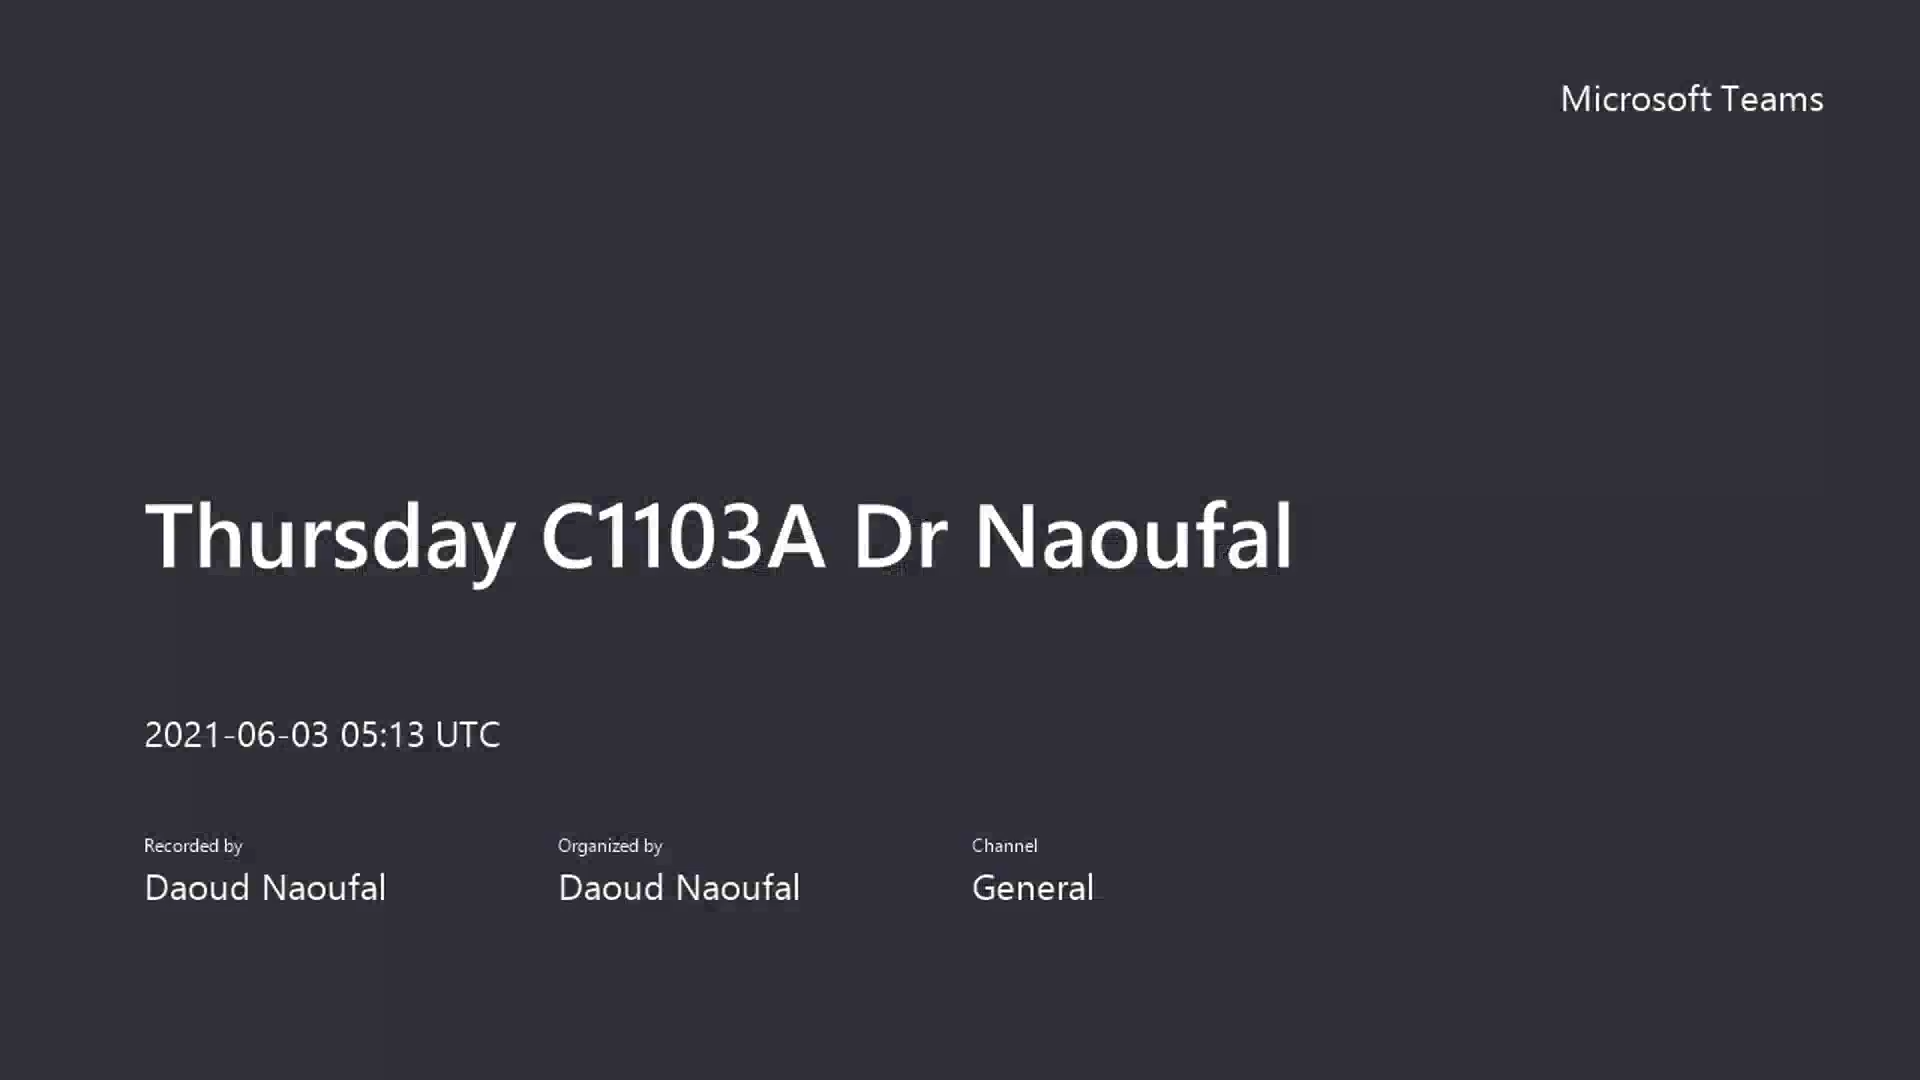 Microsoft Teams
Thursday C1103A Dr Naoufal
2021-06-03 05:13 UTC
Recorded by
Daoud Naoufal
Organized by
Daoud Naoufal
Channel
General